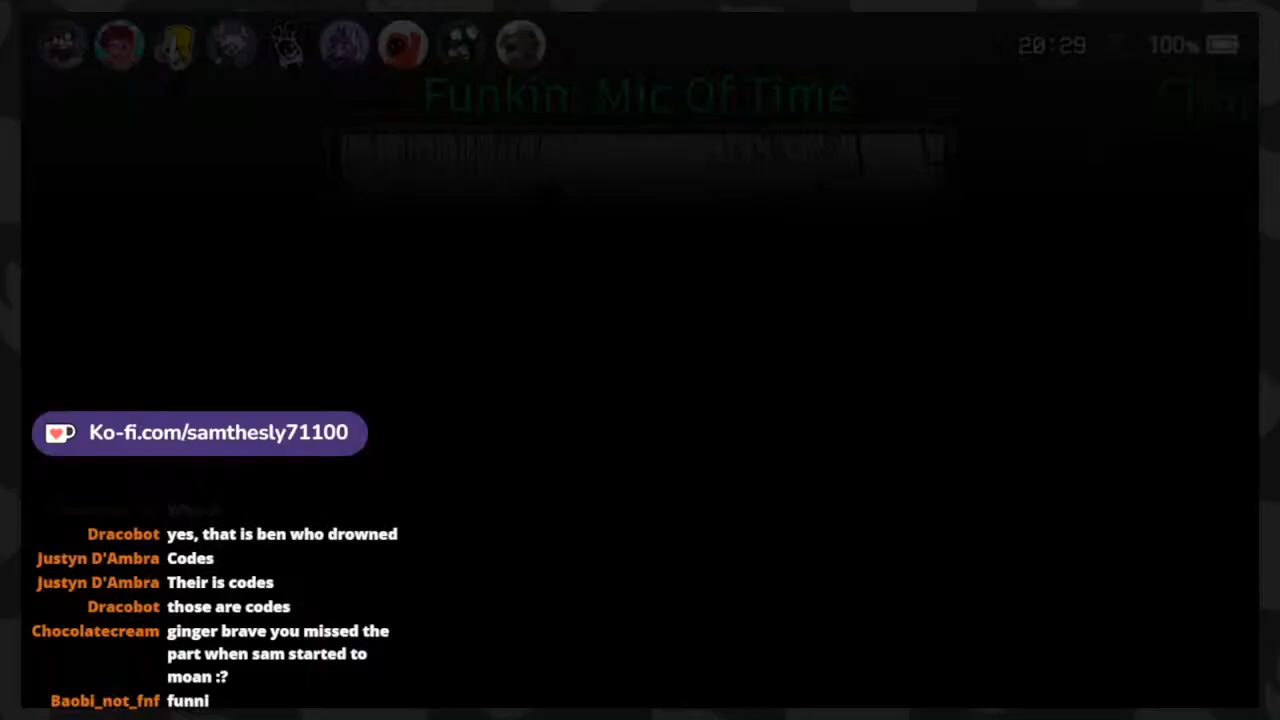 20:29
100%
Funkin: Mic Of Time
Ko-fi.com/samthesly71100
Dracobot yes, that is ben who drowned
Justyn D'Ambra Codes
Justyn D'Ambra Their is codes
Dracobot those are codes
Chocolatecream ginger brave you missed the
part when sam started to
moan :?
Baobi_not_fnf funni